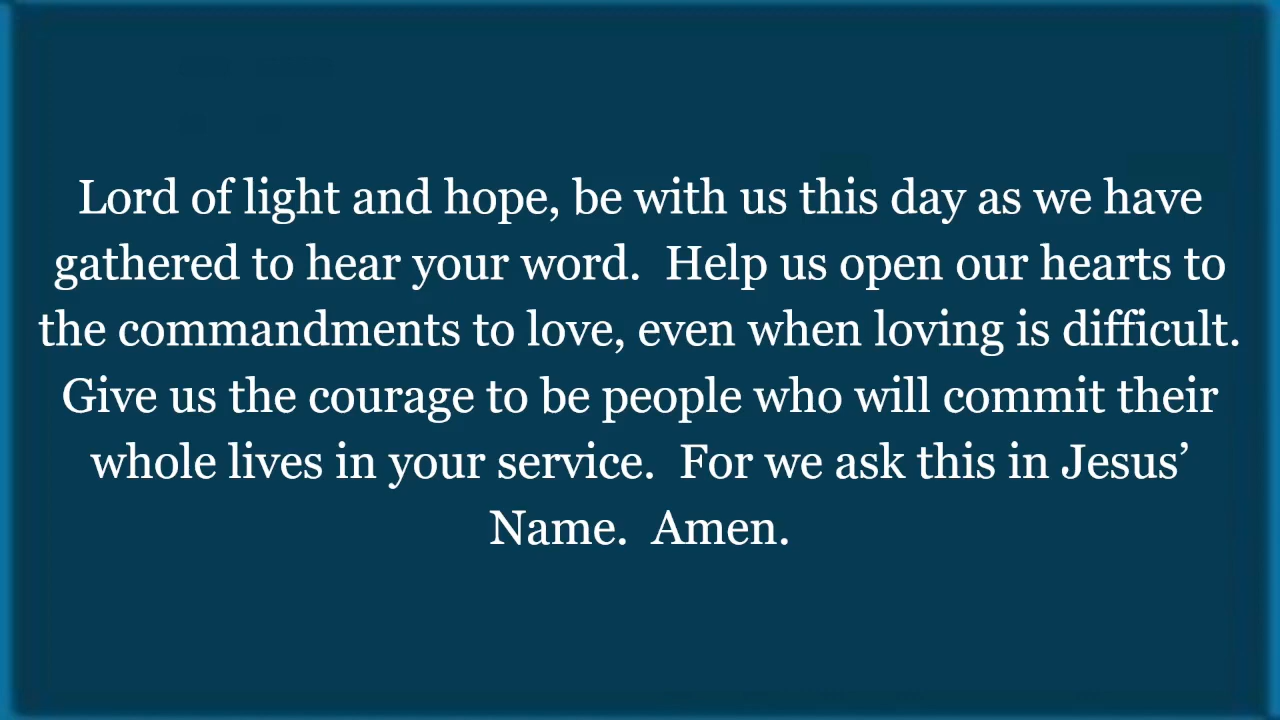 Lord of light and hope, be with us this day as we have
gathered to hear your word.  Help us open our hearts to
the commandments to love, even when loving is difficult.
Give us the courage to be people who will commit their
whole lives in your service.  For we ask this in Jesus’
Name.  Amen.